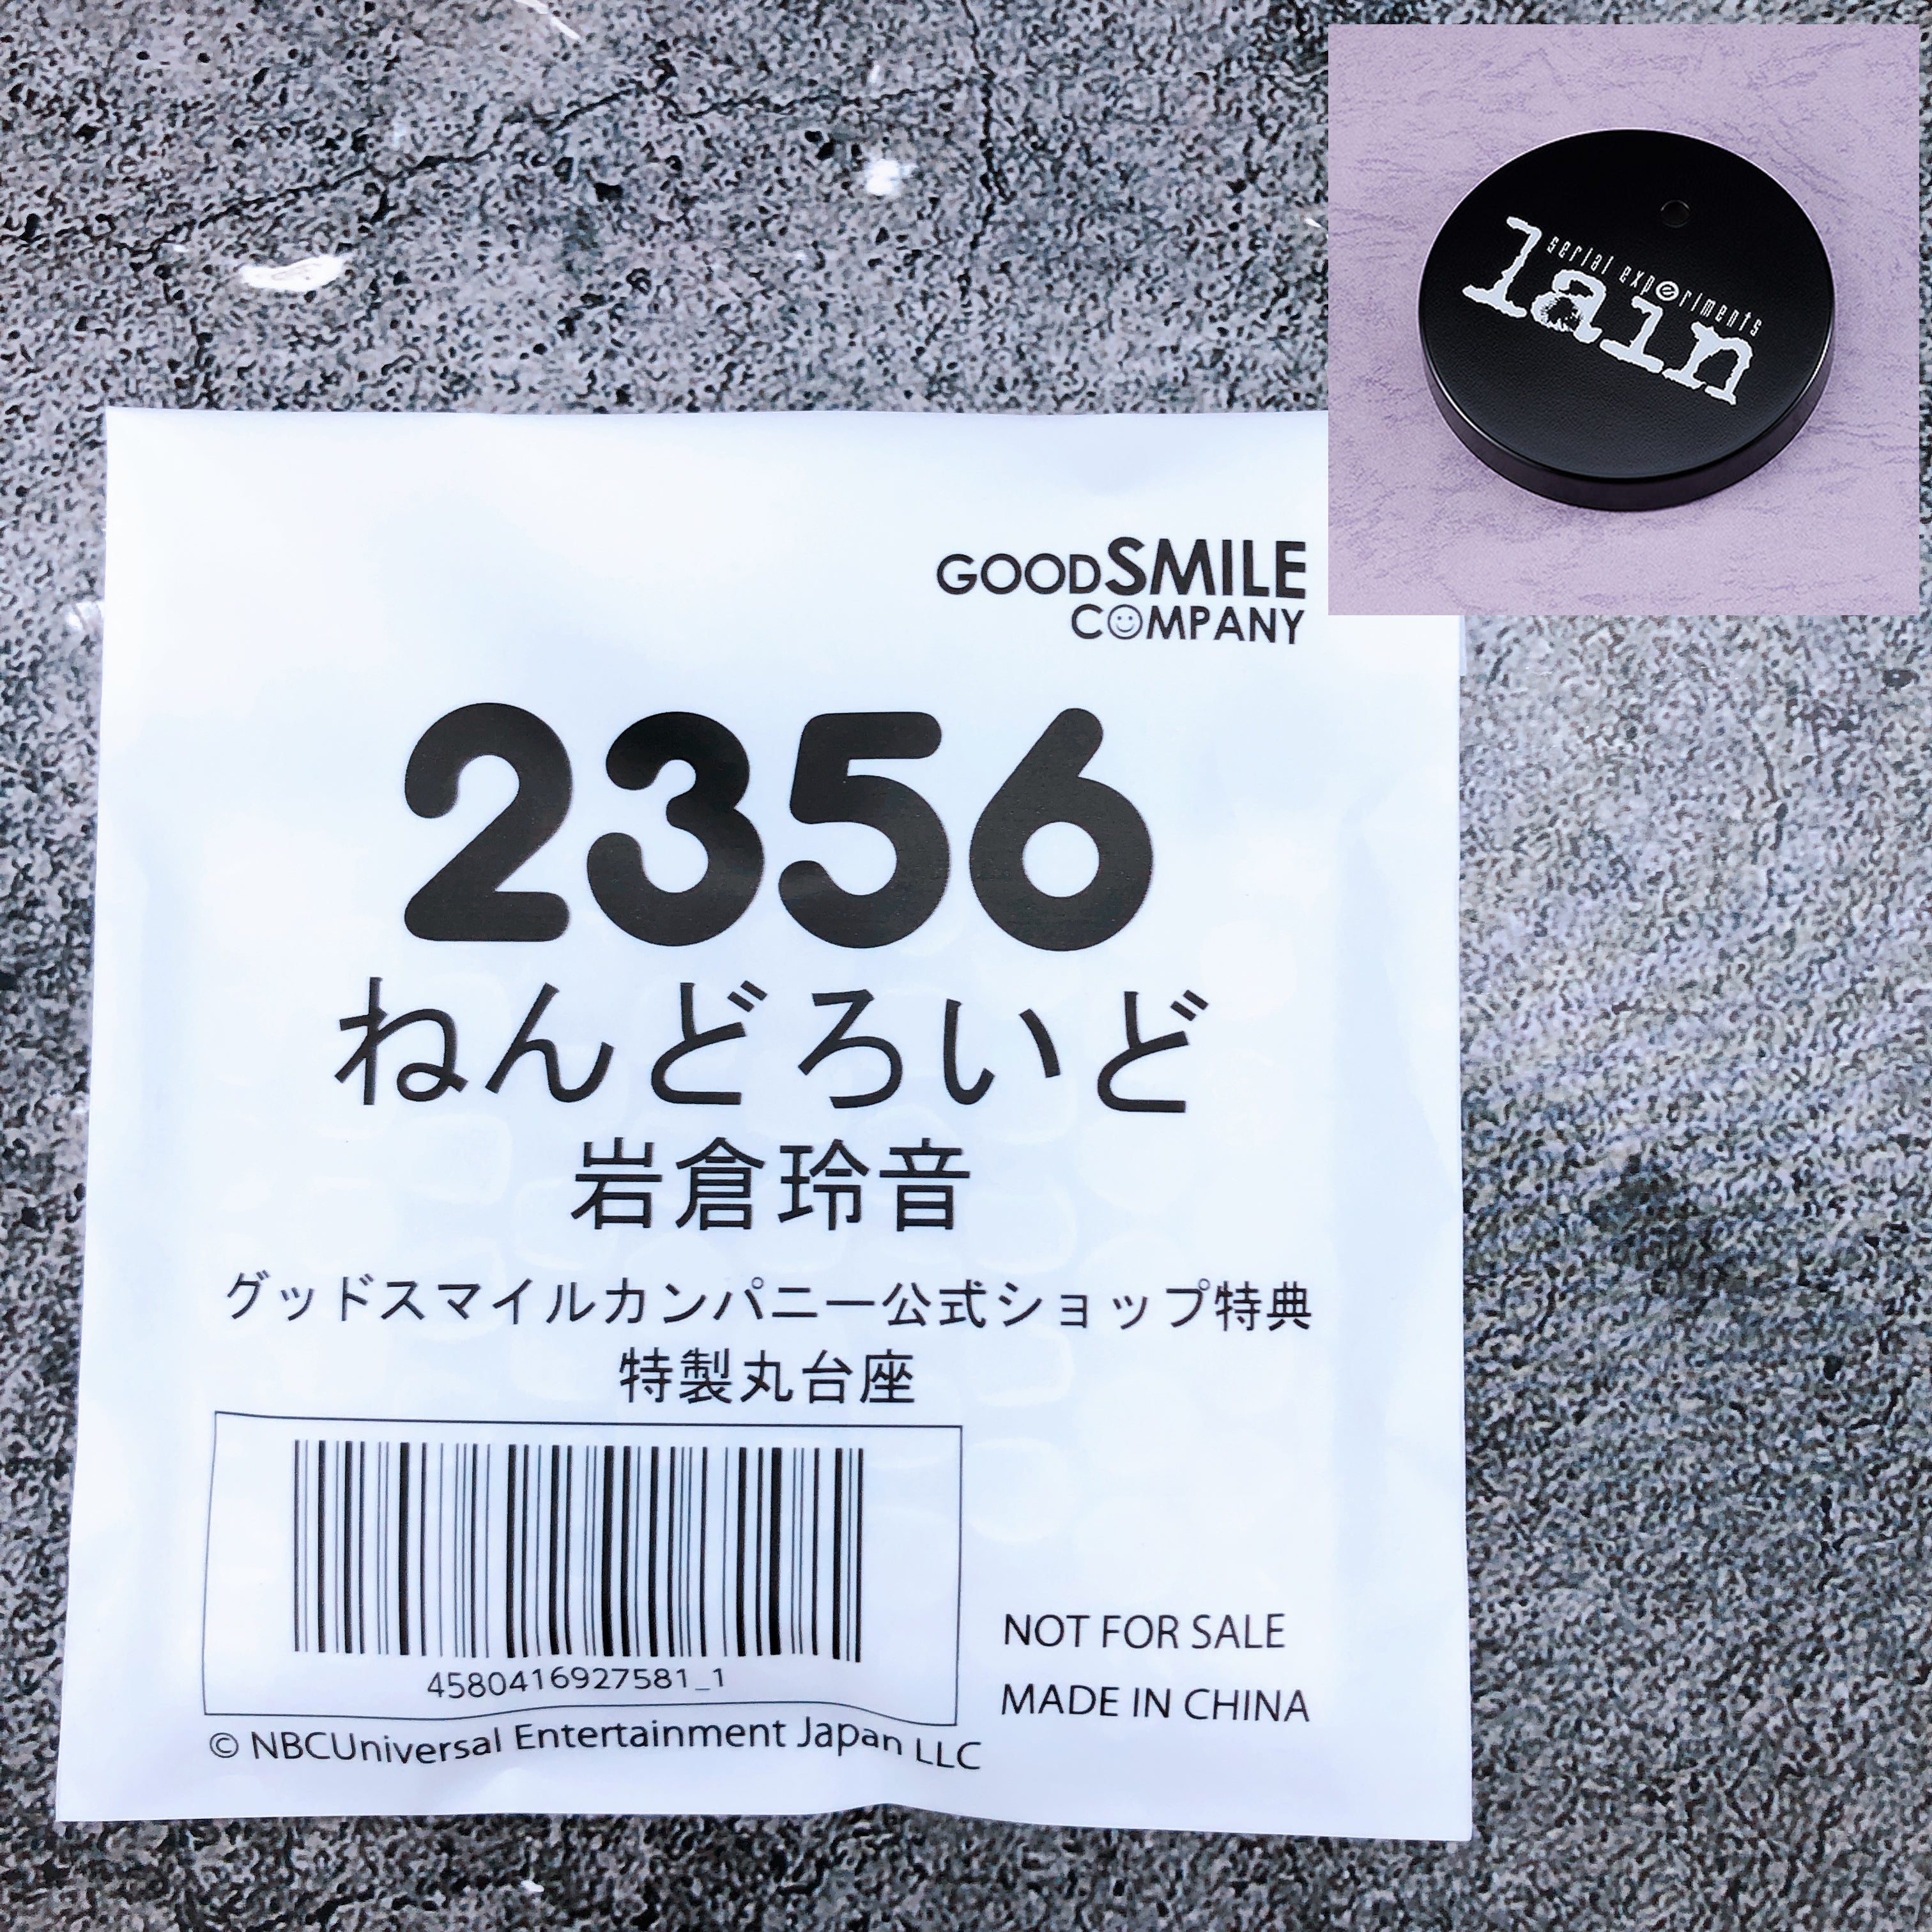 serial experiments
lain
GOODSMILE
COMPANY
2356
ねんどろいど
岩倉玲音
グッドスマイルカンパニー公式ショップ特典
特製丸台座
4580416927581_1
NOT FOR SALE
MADE IN CHINA
© NBCUniversal Entertainment Japan LLC